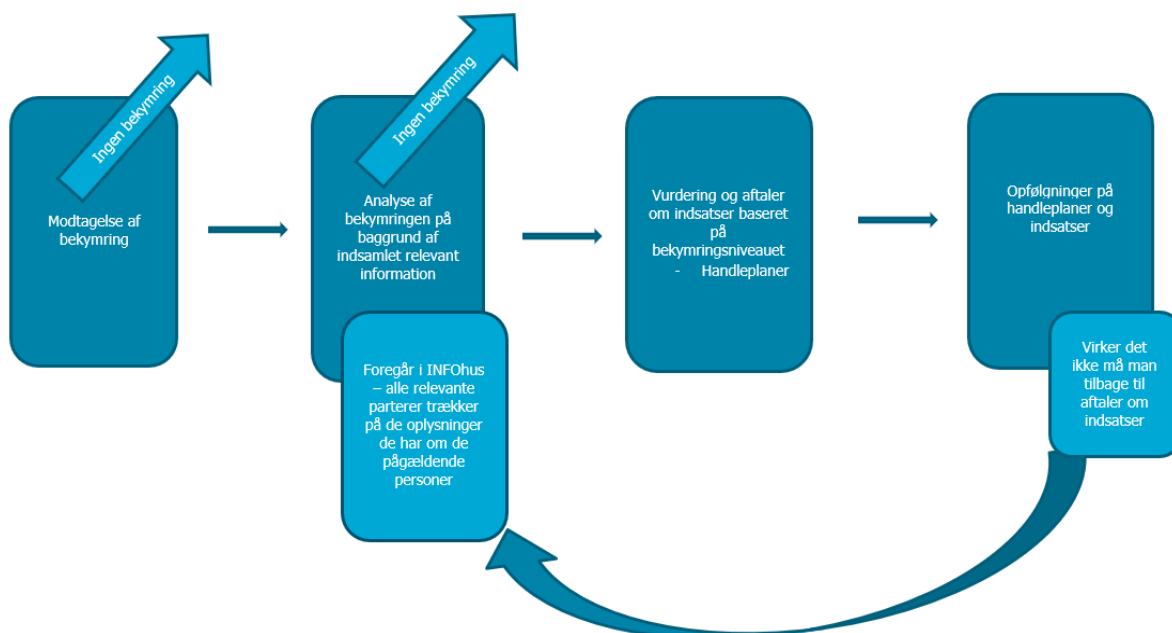 Ingen bekymring
Modtagelse af
bekymring
Ingen bekymring
Analyse af
bekymringen på
baggrund af
indsamlet relevant
information
Foregår i INFOhus
– alle relevante
parterer trækker
på de oplysninger
de har om de
pågældende
personer
Vurdering og aftaler
om indsatser baseret
på
bekymringsniveauet
- Handleplaner
Opfølgninger på
handleplaner og
indsatser
Virker det
ikke må man
tilbage til
aftaler om
indsatser